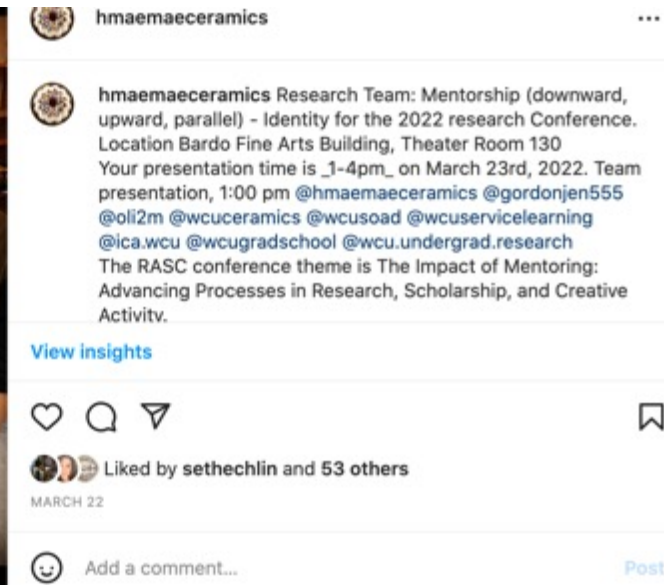 hmaemaeceramics
hmaemaeceramics Research Team: Mentorship (downward,
upward, parallel) - Identity for the 2022 research Conference.
Location Bardo Fine Arts Building, Theater Room 130
Your presentation time is _1-4pm_ on March 23rd, 2022. Team
presentation, 1:00 pm @hmaemaeceramics @gordonjen555
@oli2m @wcuceramics @wcusoad @wcuservicelearning
@ica.wcu @wcugradschool @wcu.undergrad.research
The RASC conference theme is The Impact of Mentoring:
Advancing Processes in Research, Scholarship, and Creative
Activity.
View insights
Liked by sethechlin and 53 others
MARCH 22
Add a comment...
Post